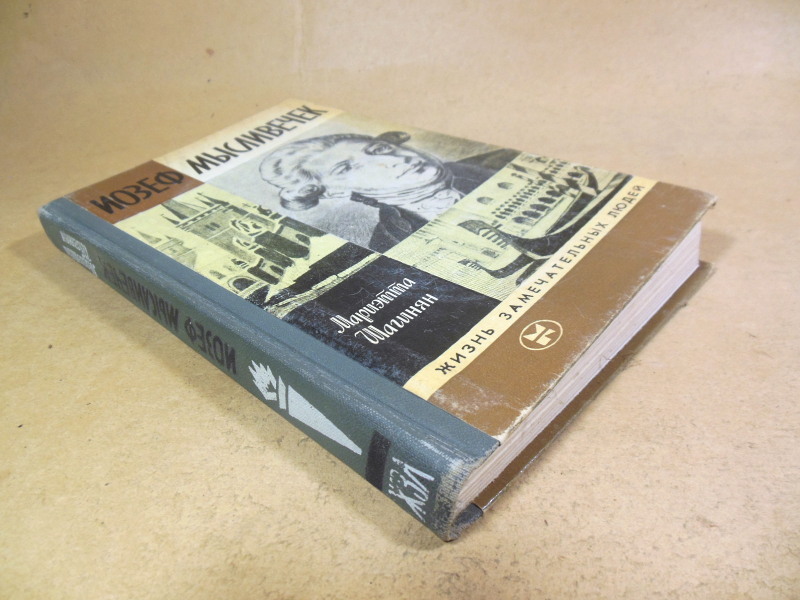 ИОЗЕФ
МЫСЛИВЕЧЕК
Мариэтта
Шагинян
ЖИЗНЬ ЗАМЕЧАТЕЛЬНЫХ ЛЮДЕЙ
ИОЗЕФ МЫСЛИВЕЧЕК
ЖЗЛ